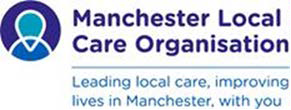 Manchester Local
Care Organisation
Leading local care, improving
lives in Manchester, with you